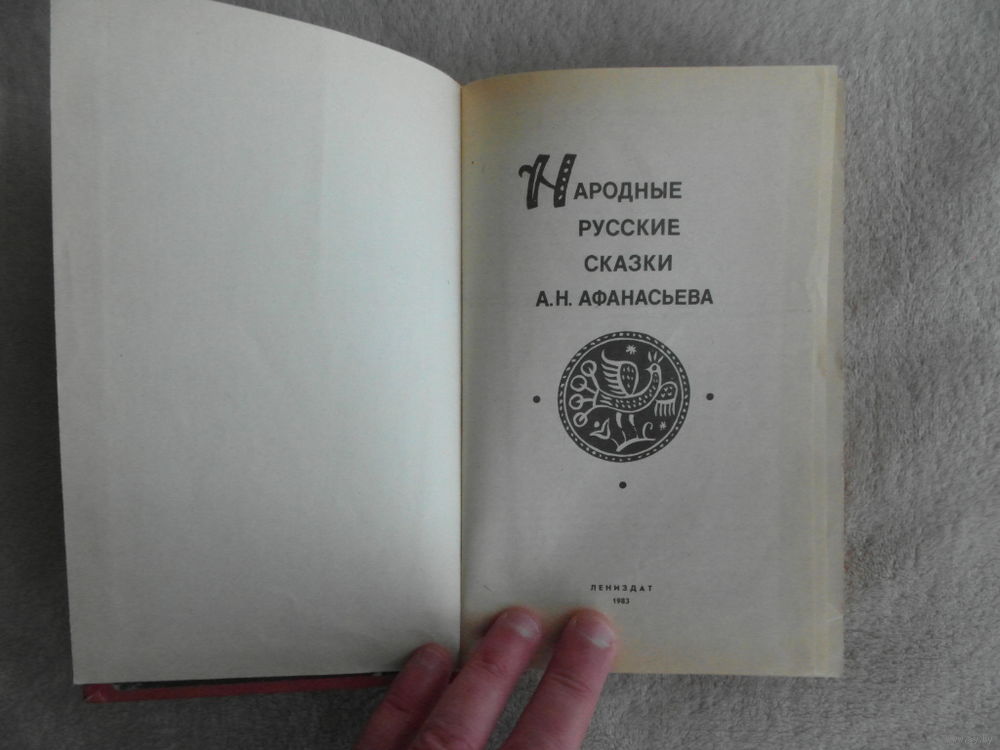 НАРОДНЫЕ
РУССКИЕ
СКАЗКИ
А.Н. АФАНАСЬЕВА
ЛЕНИЗДАТ
1983